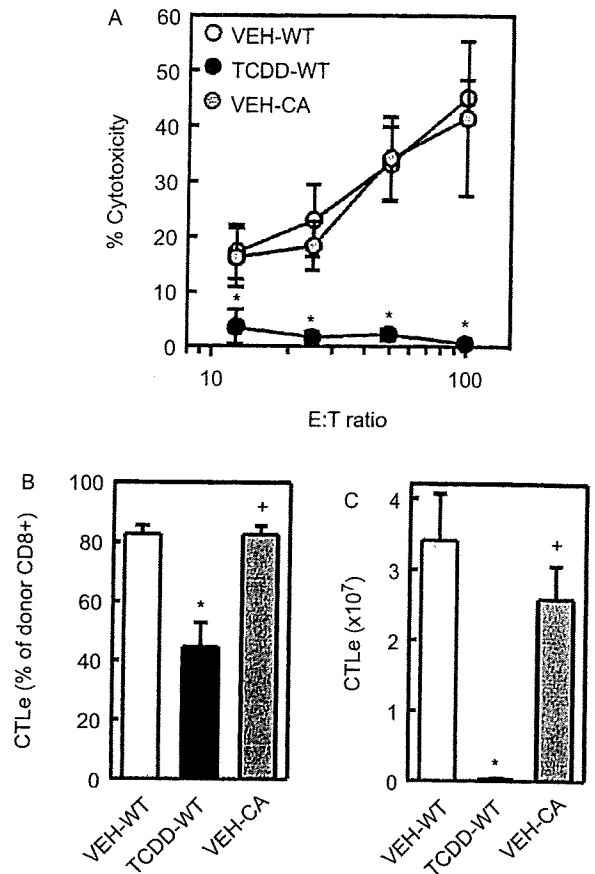 A
60
50
40
30
20
10
0
% Cytotoxicity
VEH-WT
TCDD-WT
VEH-CA
*
*
*
*
10
100
E:T ratio
B
100
80
60
40
20
0
CTLe (% of donor CD8+)
*
+
VEH-WT
TCDD-WT
VEH-CA
C
4
3
2
1
0
CTLe (x10⁷)
*
+
VEH-WT
TCDD-WT
VEH-CA